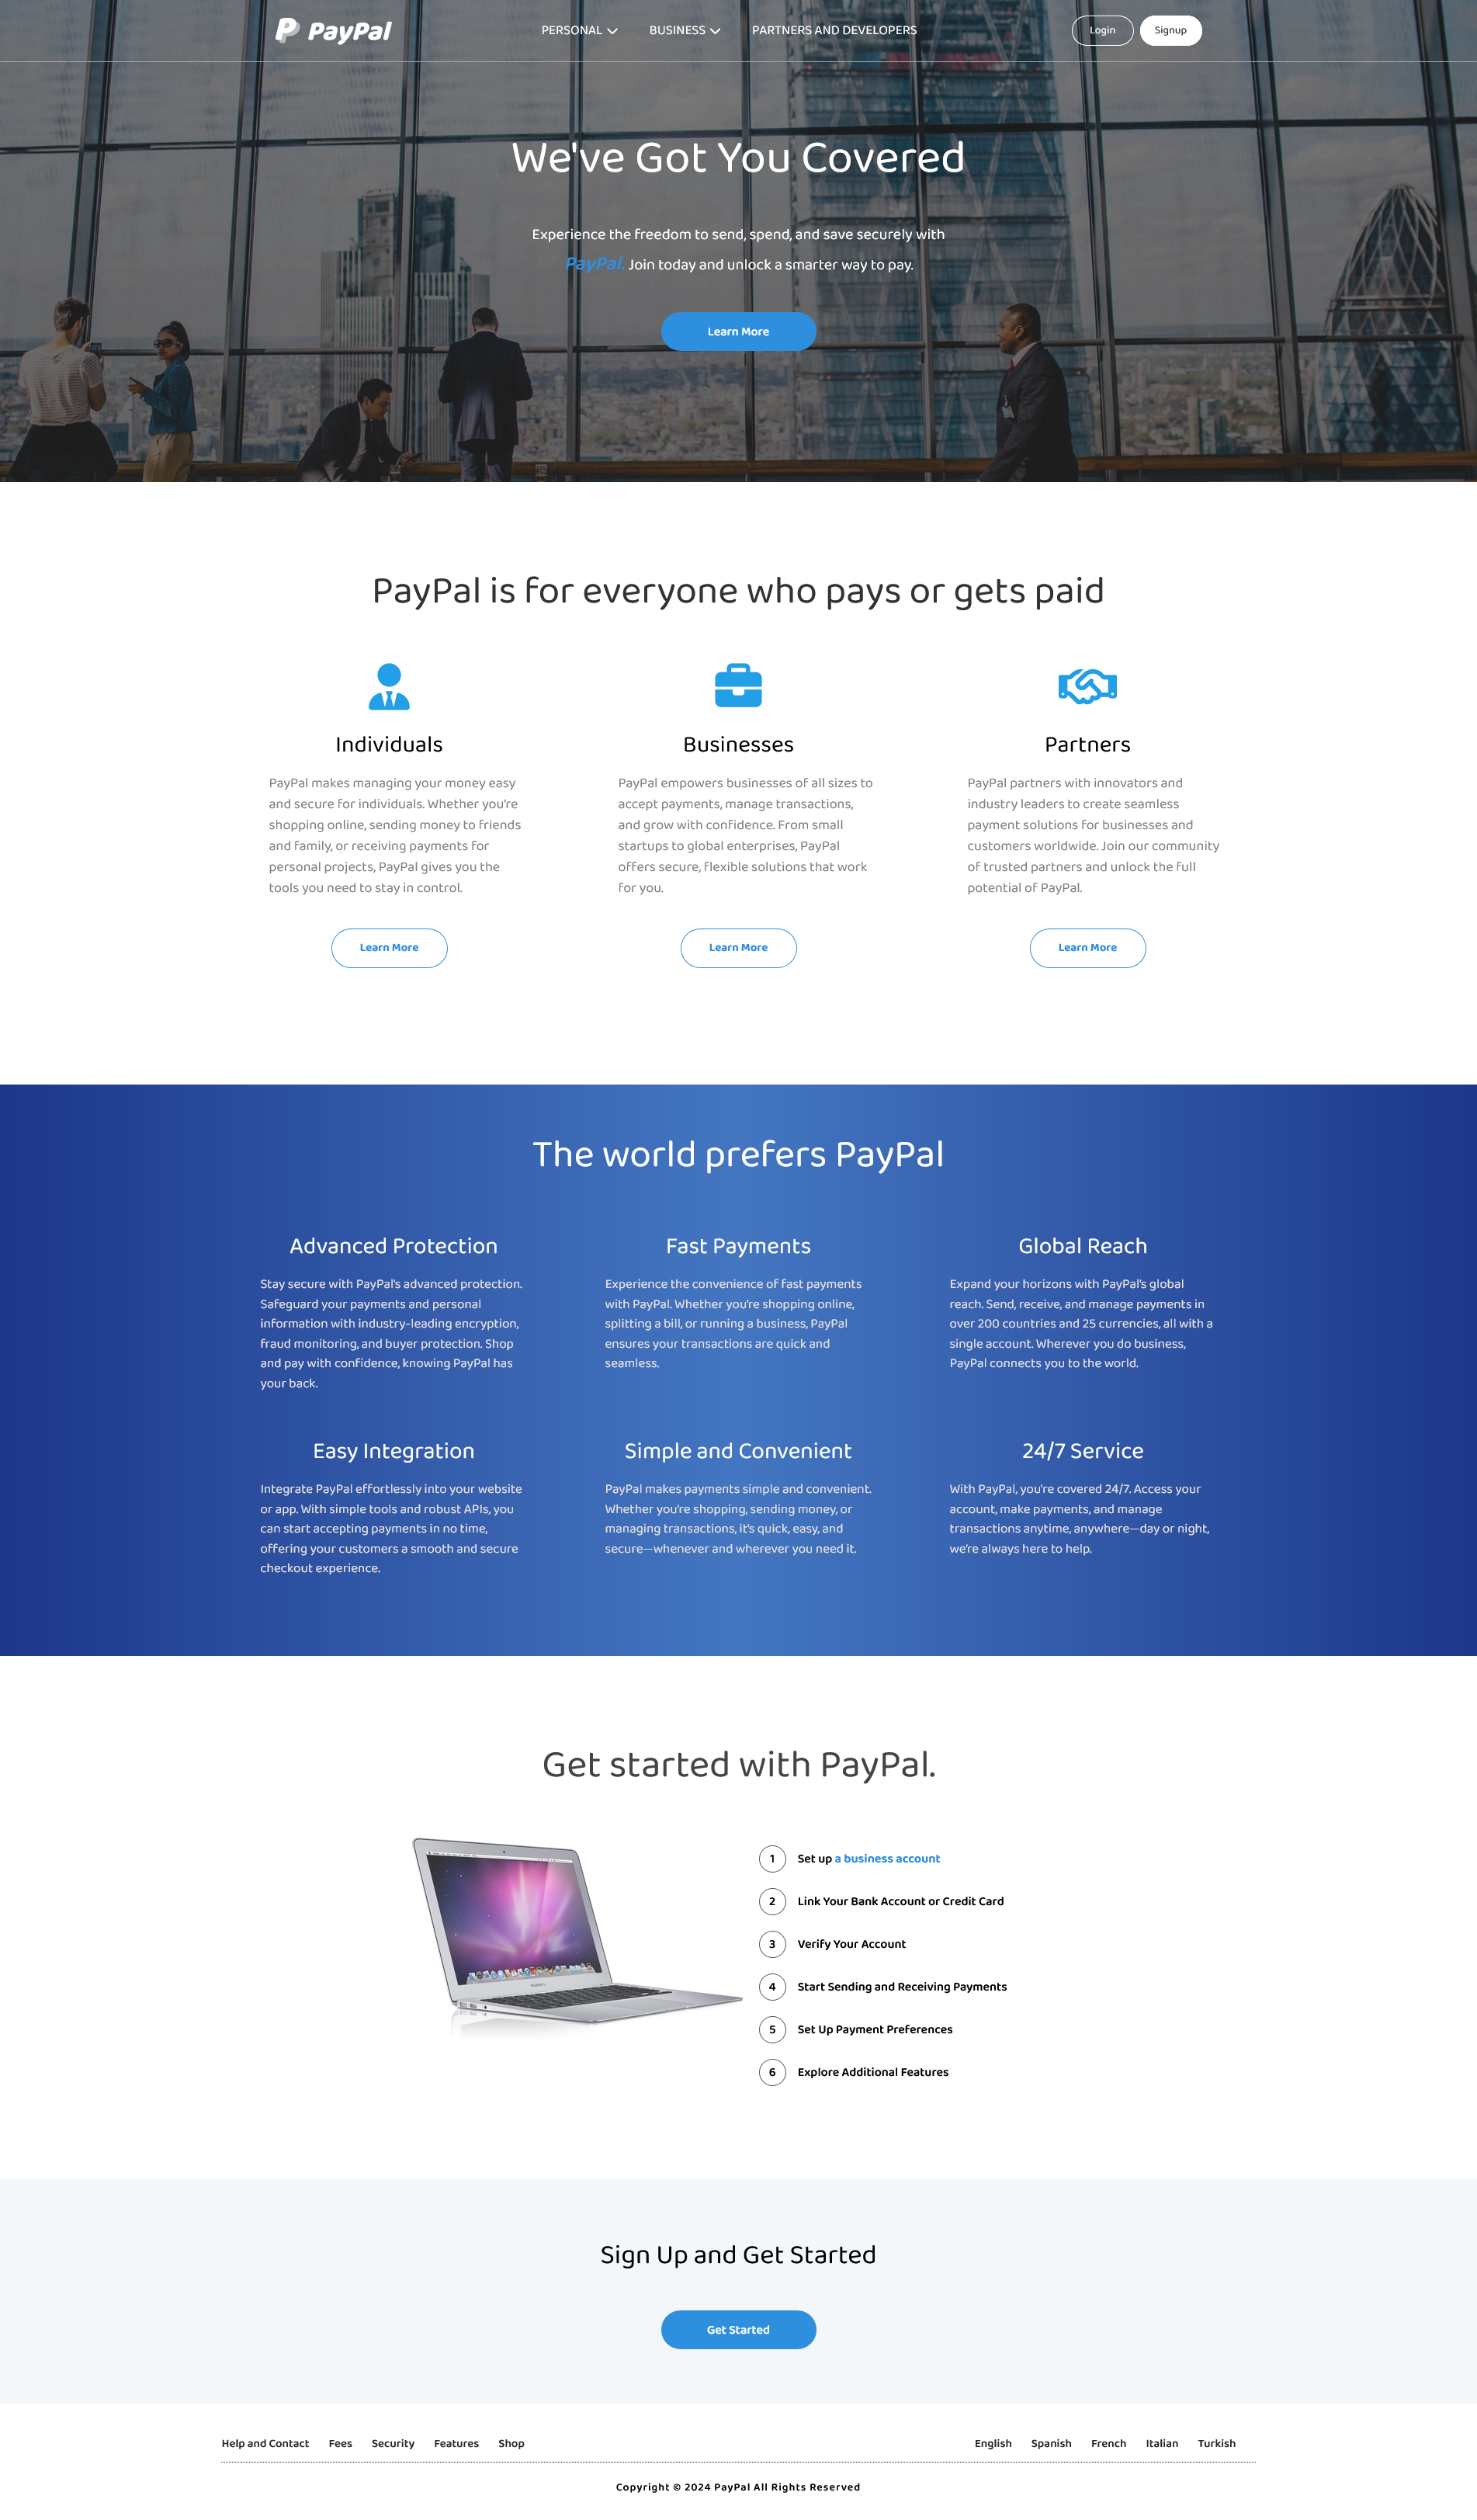 PayPal
PERSONAL
BUSINESS
PARTNERS AND DEVELOPERS
Login
Signup
We've Got You Covered
Experience the freedom to send, spend, and save securely with
PayPal. Join today and unlock a smarter way to pay.
Learn More
PayPal is for everyone who pays or gets paid
Individuals
PayPal makes managing your money easy
and secure for individuals. Whether you're
shopping online, sending money to friends
and family, or receiving payments for
personal projects, PayPal gives you the
tools you need to stay in control.
Learn More
Businesses
PayPal empowers businesses of all sizes to
accept payments, manage transactions,
and grow with confidence. From small
startups to global enterprises, PayPal
offers secure, flexible solutions that work
for you.
Learn More
Partners
PayPal partners with innovators and
industry leaders to create seamless
payment solutions for businesses and
customers worldwide. Join our community
of trusted partners and unlock the full
potential of PayPal.
Learn More
The world prefers PayPal
Advanced Protection
Stay secure with PayPal's advanced protection.
Safeguard your payments and personal
information with industry-leading encryption,
fraud monitoring, and buyer protection. Shop
and pay with confidence, knowing PayPal has
your back.
Fast Payments
Experience the convenience of fast payments
with PayPal. Whether you're shopping online,
splitting a bill, or running a business, PayPal
ensures your transactions are quick and
seamless.
Global Reach
Expand your horizons with PayPal's global
reach. Send, receive, and manage payments in
over 200 countries and 25 currencies, all with a
single account. Wherever you do business,
PayPal connects you to the world.
Easy Integration
Integrate PayPal effortlessly into your website
or app. With simple tools and robust APIs, you
can start accepting payments in no time,
offering your customers a smooth and secure
checkout experience.
Simple and Convenient
PayPal makes payments simple and convenient.
Whether you're shopping, sending money, or
managing transactions, it's quick, easy, and
secure—whenever and wherever you need it.
24/7 Service
With PayPal, you're covered 24/7. Access your
account, make payments, and manage
transactions anytime, anywhere—day or night,
we're always here to help.
Get started with PayPal.
1 Set up a business account
2 Link Your Bank Account or Credit Card
3 Verify Your Account
4 Start Sending and Receiving Payments
5 Set Up Payment Preferences
6 Explore Additional Features
Sign Up and Get Started
Get Started
Help and Contact Fees Security Features Shop
English Spanish French Italian Turkish
Copyright © 2024 PayPal All Rights Reserved